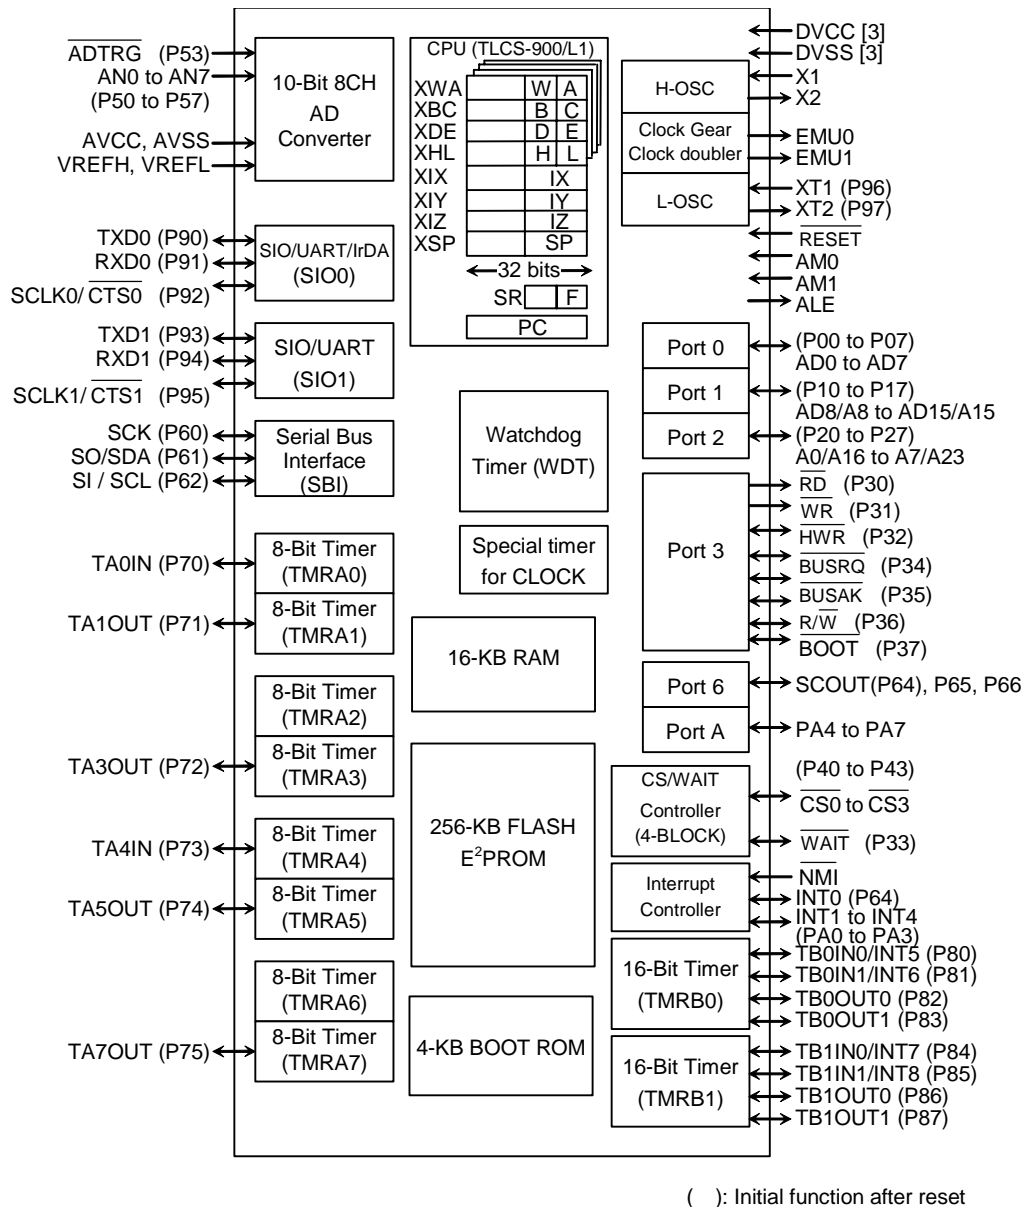 ADTRG (P53)
AN0 to AN7
(P50 to P57)
AVCC, AVSS
VREFH, VREFL
10-Bit 8CH
AD
Converter
TXD0 (P90)
RXD0 (P91)
SCLK0/ CTS0 (P92)
SIO/UART/IrDA
(SIO0)
TXD1 (P93)
RXD1 (P94)
SCLK1/ CTS1 (P95)
SIO/UART
(SIO1)
SCK (P60)
SO/SDA (P61)
SI / SCL (P62)
Serial Bus
Interface
(SBI)
TA0IN (P70)
8-Bit Timer
(TMRA0)
TA1OUT (P71)
8-Bit Timer
(TMRA1)
8-Bit Timer
(TMRA2)
TA3OUT (P72)
8-Bit Timer
(TMRA3)
TA4IN (P73)
8-Bit Timer
(TMRA4)
TA5OUT (P74)
8-Bit Timer
(TMRA5)
8-Bit Timer
(TMRA6)
TA7OUT (P75)
8-Bit Timer
(TMRA7)
CPU (TLCS-900/L1)
XWA W A
XBC B C
XDE D E
XHL H L
XIX IX
XIY IY
XIZ IZ
XSP SP
32 bits
SR F
PC
Watchdog
Timer (WDT)
Special timer
for CLOCK
16-KB RAM
256-KB FLASH
E2PROM
4-KB BOOT ROM
DVCC [3]
DVSS [3]
H-OSC
X1
X2
Clock Gear
Clock doubler
EMU0
EMU1
L-OSC
XT1 (P96)
XT2 (P97)
RESET
AM0
AM1
ALE
Port 0
(P00 to P07)
AD0 to AD7
Port 1
(P10 to P17)
AD8/A8 to AD15/A15
Port 2
(P20 to P27)
A0/A16 to A7/A23
Port 3
RD (P30)
WR (P31)
HWR (P32)
BUSRQ (P34)
BUSAK (P35)
R/W (P36)
BOOT (P37)
Port 6
SCOUT(P64), P65, P66
Port A
PA4 to PA7
CS/WAIT
Controller
(4-BLOCK)
(P40 to P43)
CS0 to CS3
WAIT (P33)
Interrupt
Controller
NMI
INT0 (P64)
INT1 to INT4
(PA0 to PA3)
16-Bit Timer
(TMRB0)
TB0IN0/INT5 (P80)
TB0IN1/INT6 (P81)
TB0OUT0 (P82)
TB0OUT1 (P83)
16-Bit Timer
(TMRB1)
TB1IN0/INT7 (P84)
TB1IN1/INT8 (P85)
TB1OUT0 (P86)
TB1OUT1 (P87)
( ): Initial function after reset